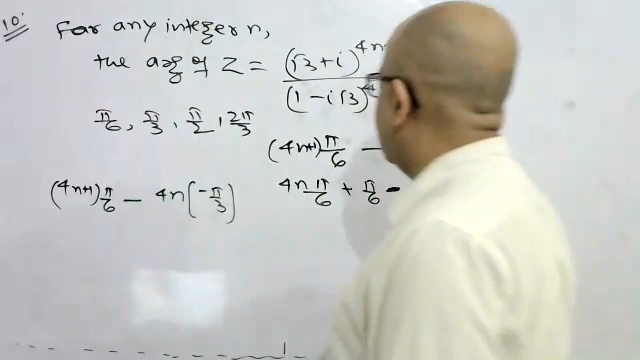 10.
For any integer n,
the arg of Z = (√3 + i)^4n / (1 - i√3)^4
π/6, π/3, π/2, 2π/3
(4n+1) π/6 -
(4n+1) π/6 - 4n(-π/3)
4n π/6 + π/6 -